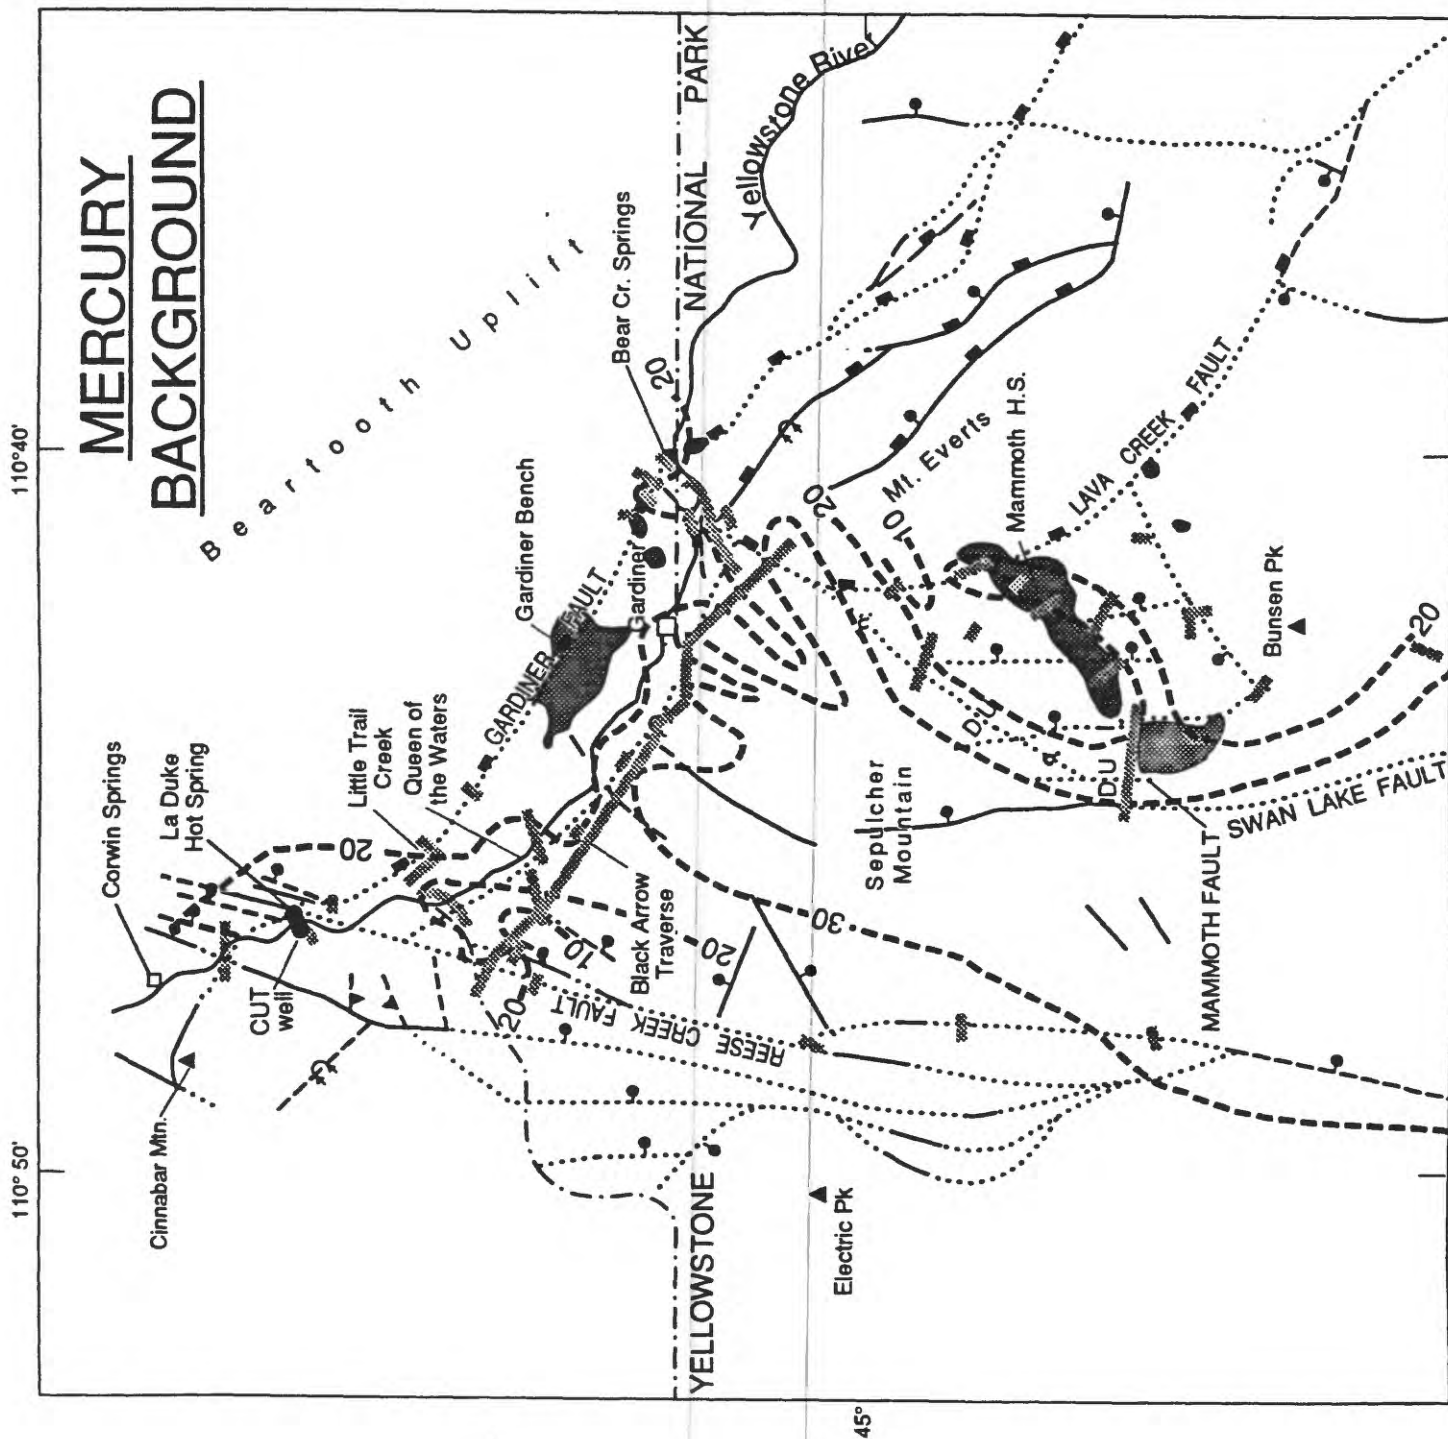 MERCURY
BACKGROUND
Beartooth Uplift
110° 40'
110° 50'
45°
Corwin Springs
La Duke
Hot Spring
Little Trail
Creek
Queen of
the Waters
GARDINER FAULT
Gardiner Bench
Gardiner
Bear Cr. Springs
YELLOWSTONE
NATIONAL PARK
Yellowstone River
Cinnabar Mtn.
CUT
well
20
20
10
20
20
30
20
10
20
Black Arrow
Traverse
REESE CREEK FAULT
Electric Pk
Sepulcher
Mountain
Mt. Everts
Mammoth H.S.
LAVA CREEK FAULT
Bunsen Pk
DU
DU
MAMMOTH FAULT
SWAN LAKE FAULT